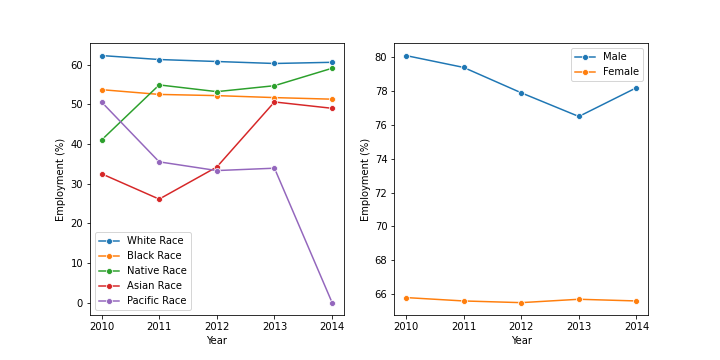 60
50
40
30
20
10
0
Employment (%)
White Race
Black Race
Native Race
Asian Race
Pacific Race
2010 2011 2012 2013 2014
Year
80
78
76
74
72
70
68
66
Employment (%)
Male
Female
2010 2011 2012 2013 2014
Year